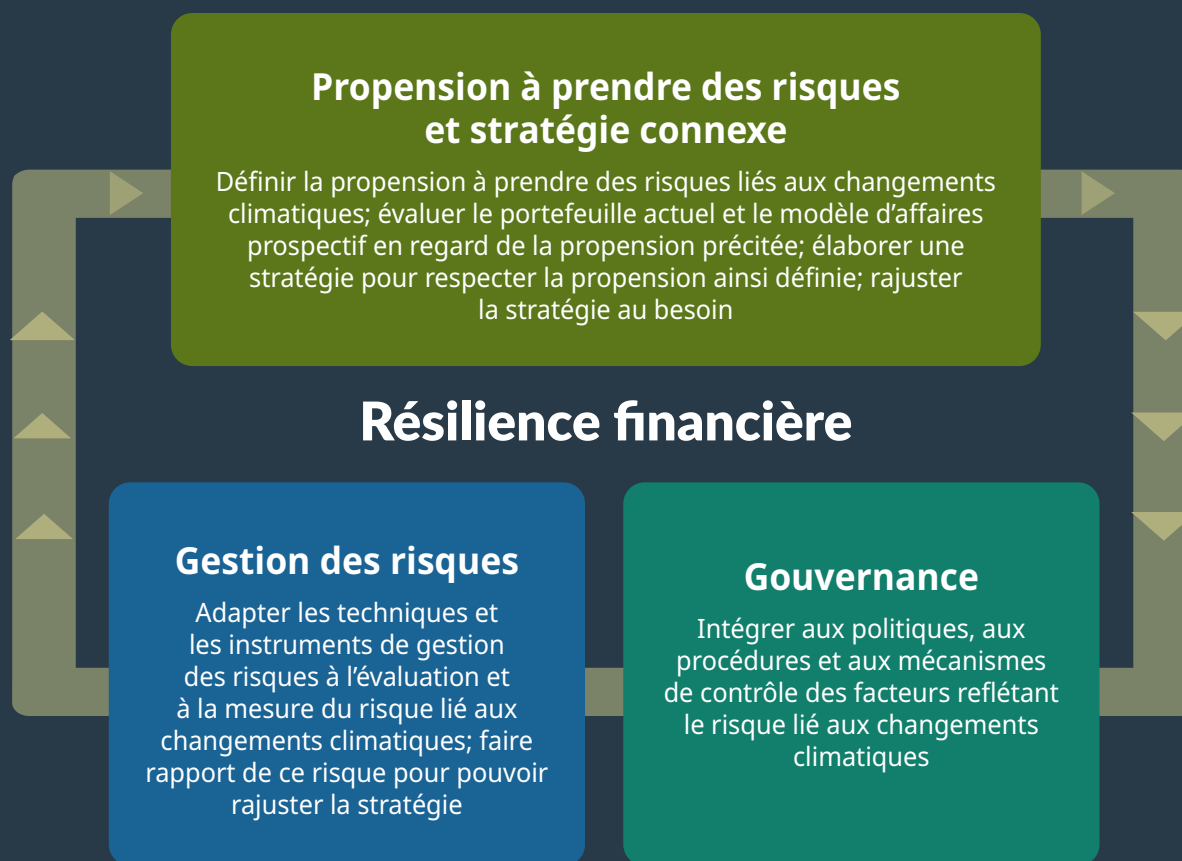 Propension à prendre des risques
et stratégie connexe
Définir la propension à prendre des risques liés aux changements
climatiques; évaluer le portefeuille actuel et le modèle d’affaires
prospectif en regard de la propension précitée; élaborer une
stratégie pour respecter la propension ainsi définie; rajuster
la stratégie au besoin
Résilience financière
Gestion des risques
Adapter les techniques et
les instruments de gestion
des risques à l’évaluation et
à la mesure du risque lié aux
changements climatiques; faire
rapport de ce risque pour pouvoir
rajuster la stratégie
Gouvernance
Intégrer aux politiques, aux
procédures et aux mécanismes
de contrôle des facteurs reflétant
le risque lié aux changements
climatiques